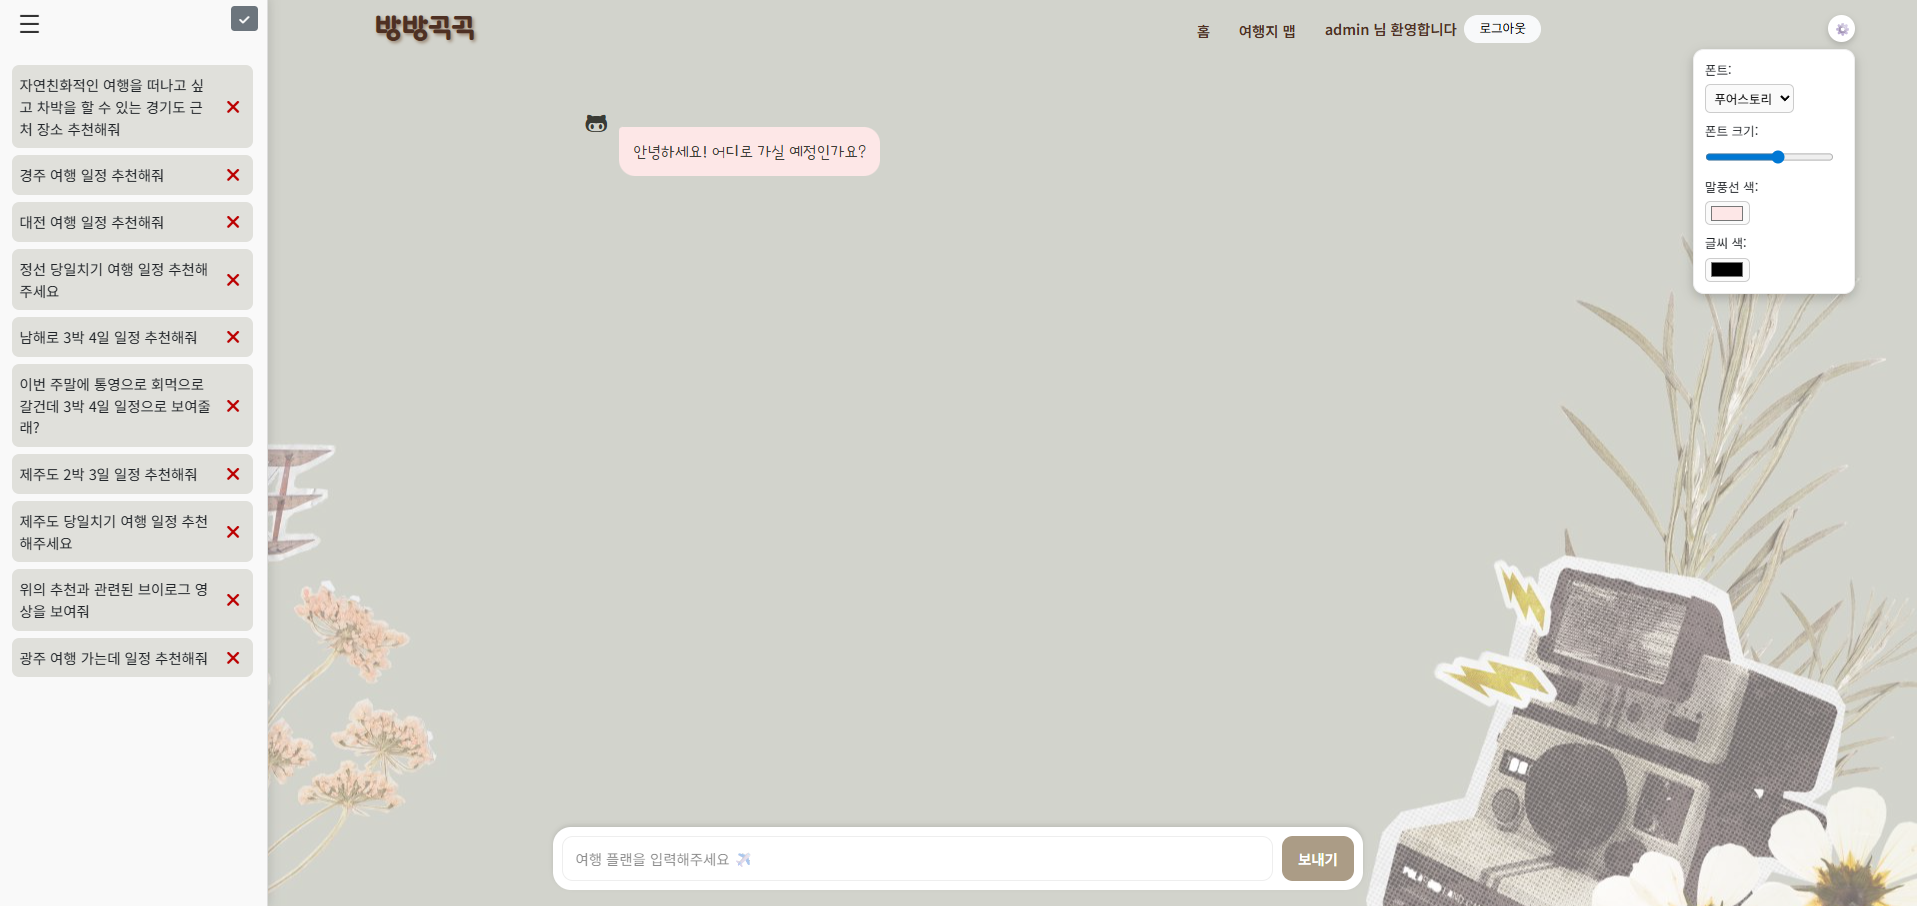 방방곡곡
홈
여행지 맵
admin 님 환영합니다
로그아웃
자연친화적인 여행을 떠나고 싶
고 차박을 할 수 있는 경기도 근
처 장소 추천해줘
경주 여행 일정 추천해줘
대전 여행 일정 추천해줘
정선 당일치기 여행 일정 추천해
주세요
남해로 3박 4일 일정 추천해줘
이번 주말에 통영으로 회먹으로
갈건데 3박 4일 일정으로 보여줄
래?
제주도 2박 3일 일정 추천해줘
제주도 당일치기 여행 일정 추천
해주세요
위의 추천과 관련된 브이로그 영
상을 보여줘
광주 여행 가는데 일정 추천해줘
안녕하세요! 어디로 가실 예정인가요?
폰트:
푸어스토리
폰트 크기:
말풍선 색:
글씨 색:
여행 플랜을 입력해주세요 ✈️
보내기